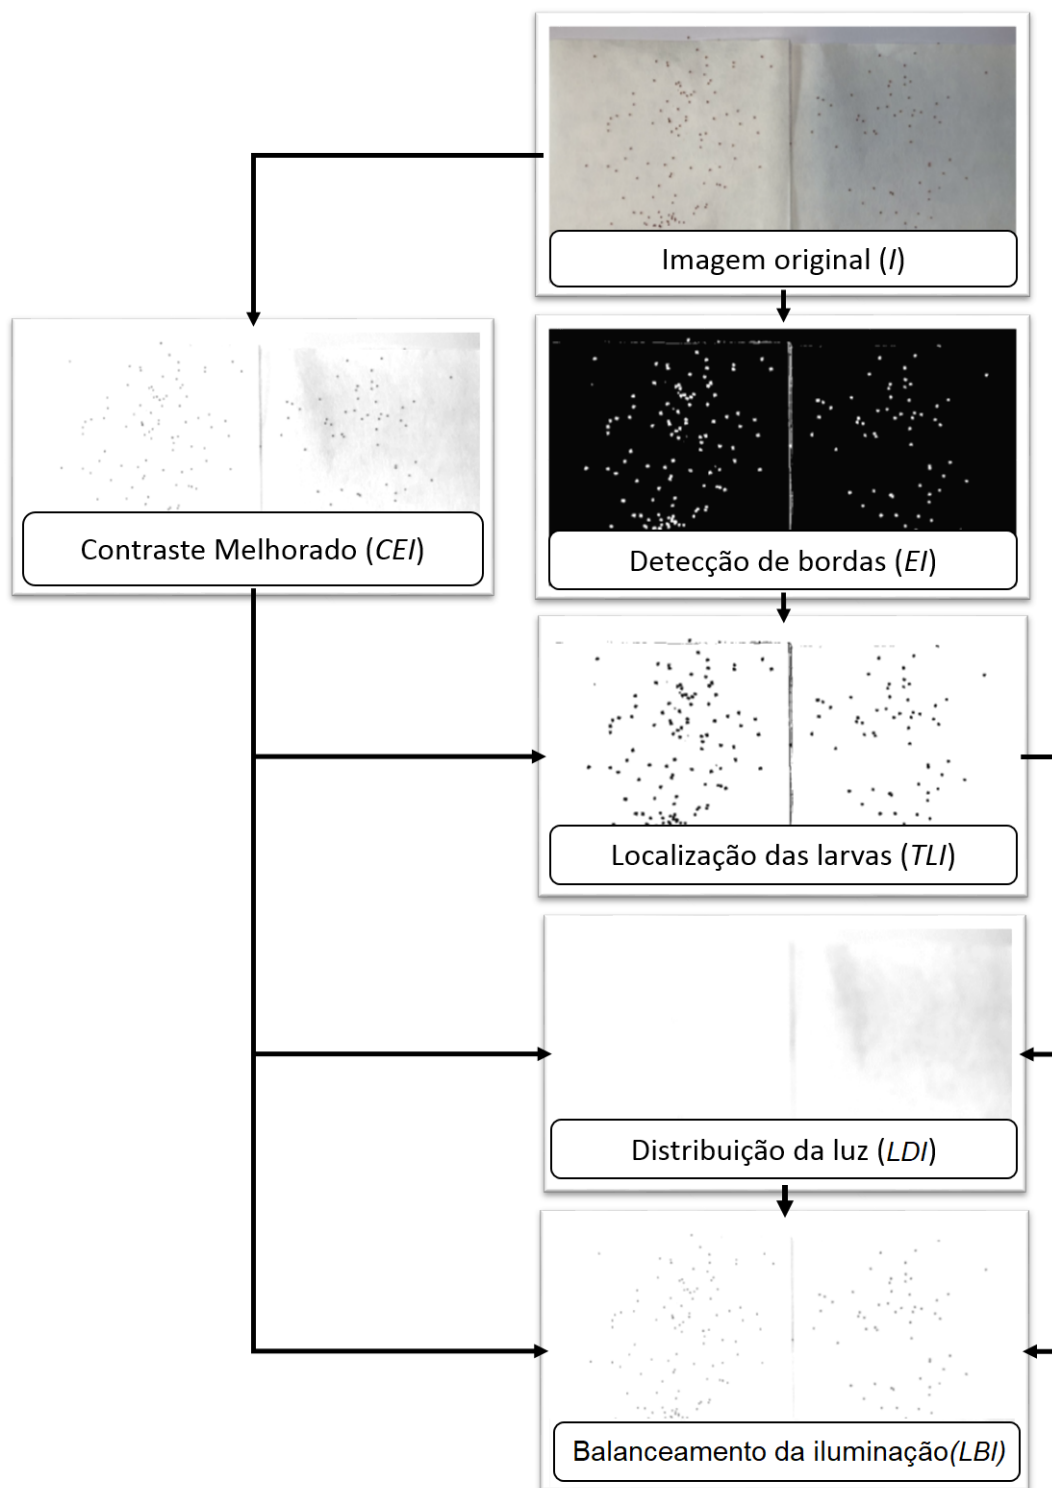 Imagem original (I)
Contraste Melhorado (CEI)
Detecção de bordas (EI)
Localização das larvas (TLI)
Distribuição da luz (LDI)
Balanceamento da iluminação(LBI)